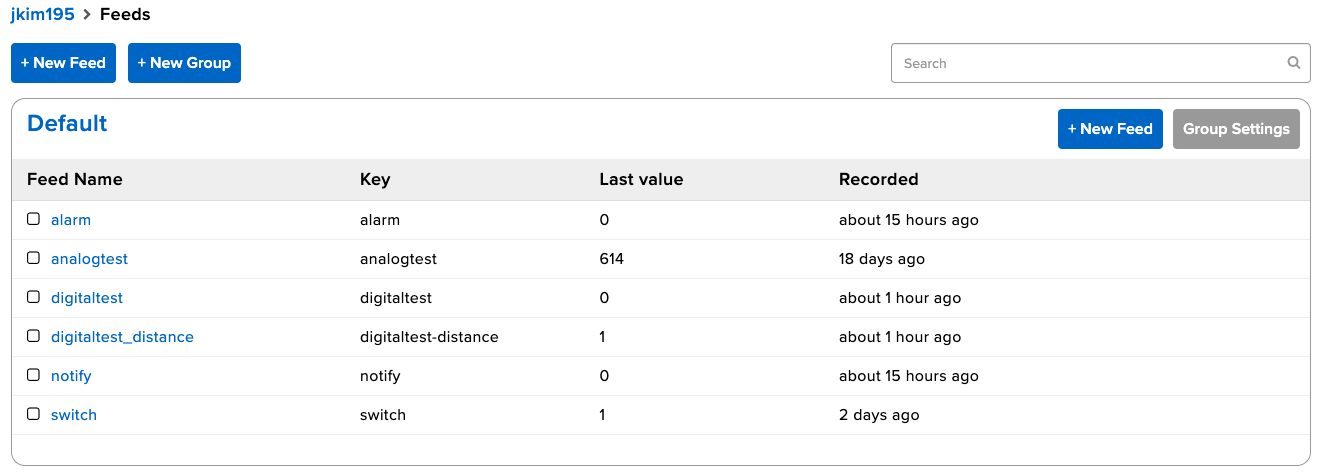 jkim195 > Feeds
+ New Feed + New Group Search
Default + New Feed Group Settings
Feed Name Key Last value Recorded
alarm alarm 0 about 15 hours ago
analogtest analogtest 614 18 days ago
digitaltest digitaltest 0 about 1 hour ago
digitaltest_distance digitaltest-distance 1 about 1 hour ago
notify notify 0 about 15 hours ago
switch switch 1 2 days ago